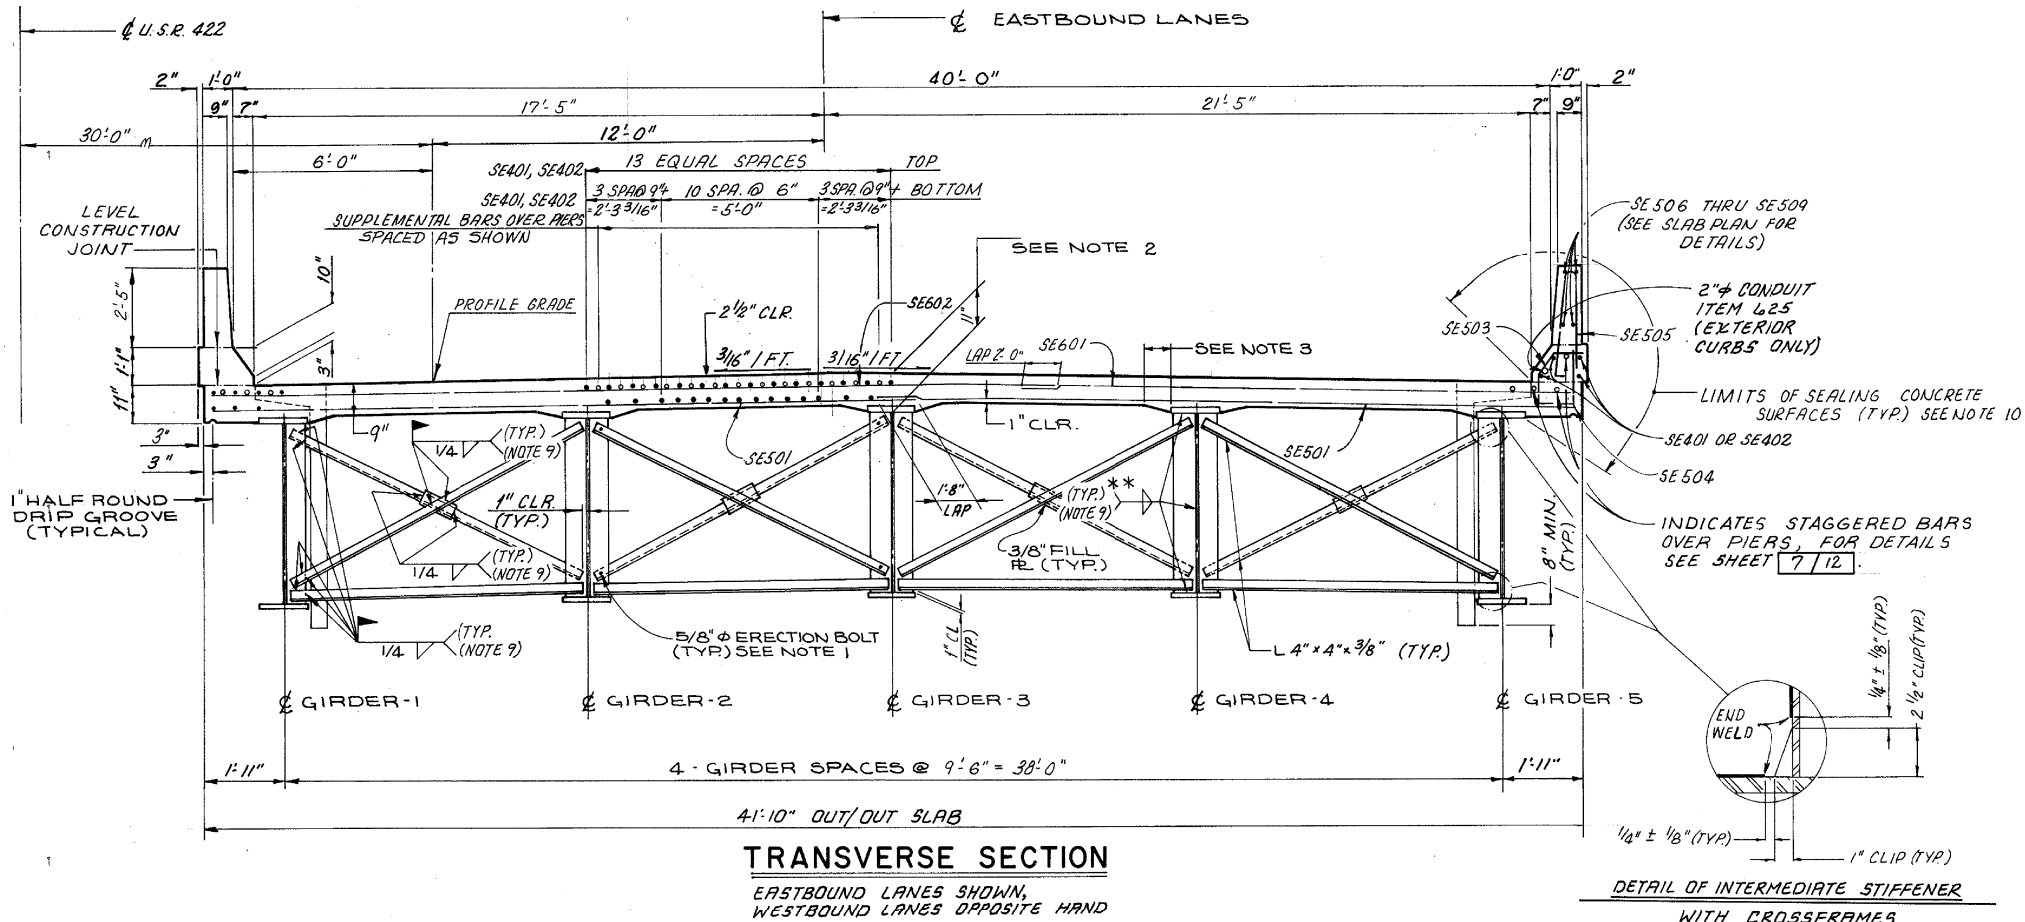 ℄ U.S.R. 422
℄ EASTBOUND LANES
2" 1'-0" 40'-0" 1'-0" 2"
9" 7" 17'-5" 21'-5" 7" 9"
30'-0" 12'-0"
6'-0"
SE401, SE402 13 EQUAL SPACES TOP
SE401, SE402 3 SPA@9"± 10 SPA. @ 6" 3 SPA.@9"± BOTTOM
=2'-3 3/16" =5'-0" =2'-3 3/16"
SUPPLEMENTAL BARS OVER PIERS
SPACED AS SHOWN
LEVEL
CONSTRUCTION
JOINT
SEE NOTE 2
SE506 THRU SE509
(SEE SLAB PLAN FOR
DETAILS)
2'-5"
10"
PROFILE GRADE
2 1/2" CLR.
SE602
11"
2"φ CONDUIT
ITEM 625
(EXTERIOR
CURBS ONLY)
SE503
SE505
1'-1"
3"
3/16" / FT.
3/16" / FT
LAP 2'-0"
SE601
SEE NOTE 3
11"
9"
1" CLR.
LIMITS OF SEALING CONCRETE
SURFACES (TYP.) SEE NOTE 10
3"
3"
1/4 (TYP.)
(NOTE 9)
SE501
SE501
SE401 OR SE402
SE504
1" HALF ROUND
DRIP GROOVE
(TYPICAL)
1" CLR.
(TYP.)
1'-8"
LAP
(TYP.) **
(NOTE 9)
8" MIN.
(TYP.)
INDICATES STAGGERED BARS
OVER PIERS, FOR DETAILS
SEE SHEET 7/12.
1/4 (TYP.)
(NOTE 9)
3/8" FILL
PL (TYP.)
1/4 (TYP.
(NOTE 9)
5/8" φ ERECTION BOLT
(TYP.) SEE NOTE 1
1" CL
(TYP.)
L 4" x 4" x 3/8" (TYP.)
1/4" ± 1/8" (TYP.)
2 1/2" CLIP (TYP.)
℄ GIRDER-1 ℄ GIRDER-2 ℄ GIRDER-3 ℄ GIRDER-4 ℄ GIRDER-5
END
WELD
1'-11" 4 - GIRDER SPACES @ 9'-6" = 38'-0" 1'-11"
41'-10" OUT/OUT SLAB
1/4" ± 1/8" (TYP.)
1" CLIP (TYP.)
TRANSVERSE SECTION
EASTBOUND LANES SHOWN,
WESTBOUND LANES OPPOSITE HAND
DETAIL OF INTERMEDIATE STIFFENER
WITH CROSSFRAMES